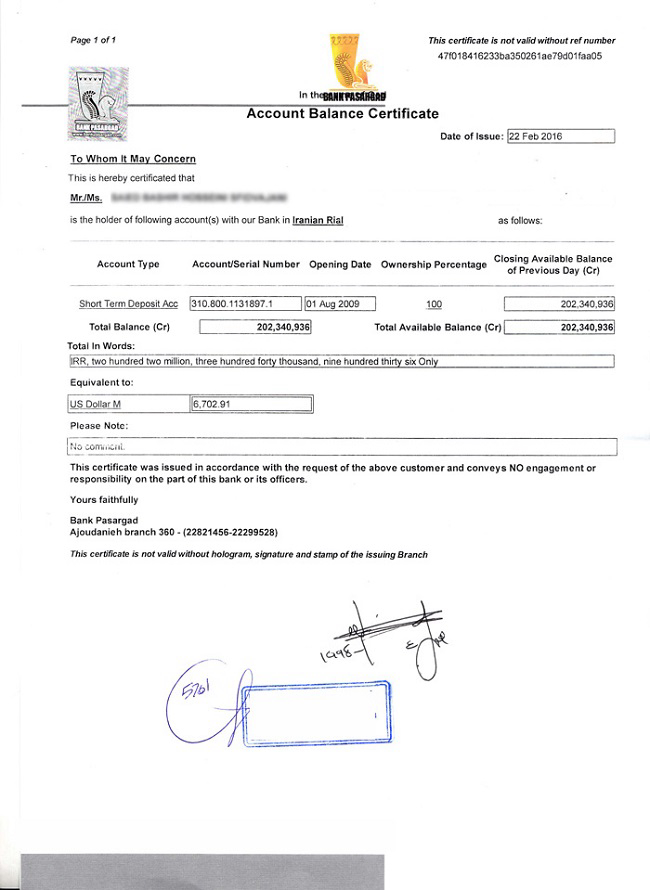 Page 1 of 1
This certificate is not valid without ref number
47f018416233ba350261ae79d01faa05
In the
BANK PASARGAD
BANK PASARGAD
Account Balance Certificate
Date of Issue: 22 Feb 2016
To Whom It May Concern
This is hereby certificated that
Mr./Ms.
is the holder of following account(s) with our Bank in Iranian Rial as follows:
Account Type Account/Serial Number Opening Date Ownership Percentage Closing Available Balance of Previous Day (Cr)
Short Term Deposit Acc 310.800.1131897.1 01 Aug 2009 100 202,340,936
Total Balance (Cr) 202,340,936 Total Available Balance (Cr) 202,340,936
Total In Words:
IRR, two hundred two million, three hundred forty thousand, nine hundred thirty six Only
Equivalent to:
US Dollar M 6,702.91
Please Note:
No comment.
This certificate was issued in accordance with the request of the above customer and conveys NO engagement or
responsibility on the part of this bank or its officers.
Yours faithfully
Bank Pasargad
Ajoudanieh branch 360 - (22821456-22299528)
This certificate is not valid without hologram, signature and stamp of the issuing Branch
5701